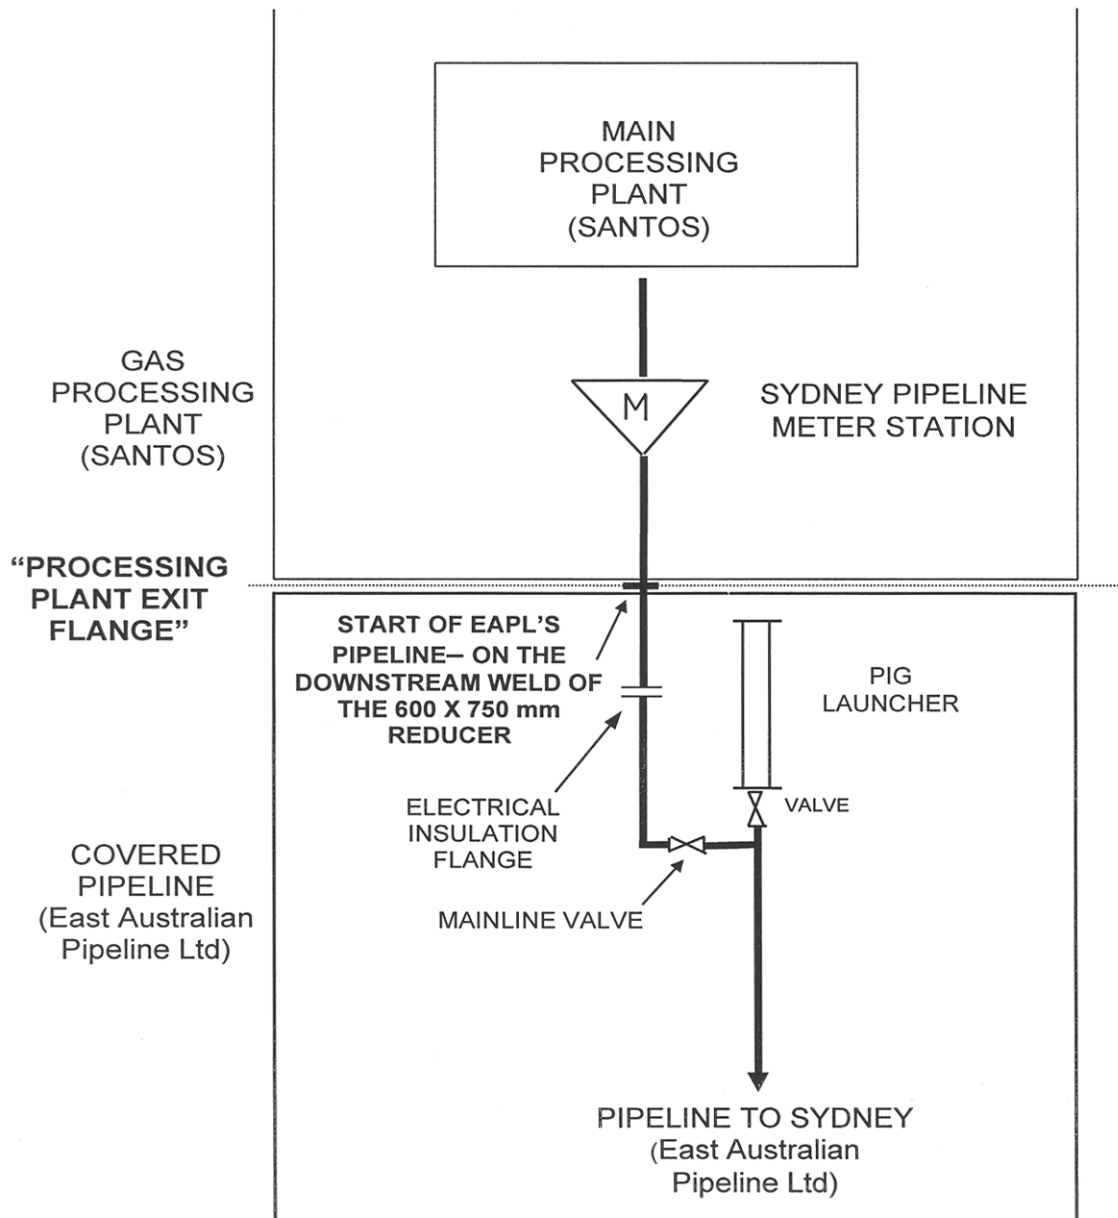 MAIN
PROCESSING
PLANT
(SANTOS)
GAS
PROCESSING
PLANT
(SANTOS)
M
SYDNEY PIPELINE
METER STATION
“PROCESSING
PLANT EXIT
FLANGE”
START OF EAPL’S
PIPELINE– ON THE
DOWNSTREAM WELD OF
THE 600 X 750 mm
REDUCER
PIG
LAUNCHER
VALVE
ELECTRICAL
INSULATION
FLANGE
MAINLINE VALVE
COVERED
PIPELINE
(East Australian
Pipeline Ltd)
PIPELINE TO SYDNEY
(East Australian
Pipeline Ltd)